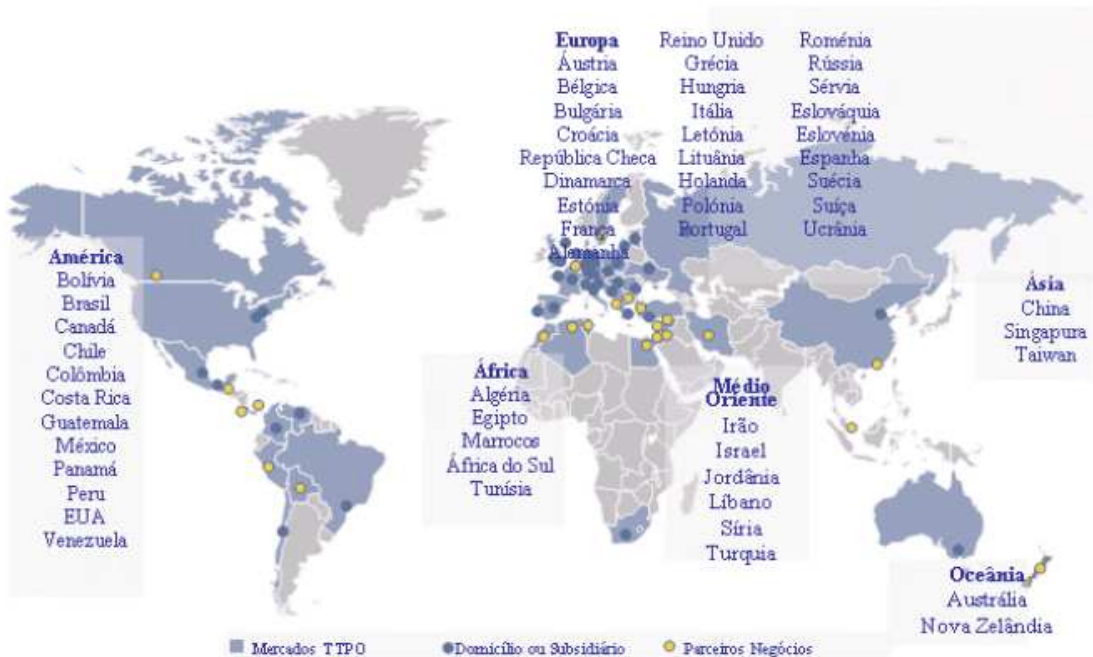 Europa
Áustria
Bélgica
Bulgária
Croácia
República Checa
Dinamarca
Estónia
França
Alemanha
Reino Unido
Grécia
Hungria
Itália
Letónia
Lituânia
Holanda
Polónia
Portugal
Roménia
Rússia
Sérvia
Eslováquia
Eslovénia
Espanha
Suécia
Suiça
Ucrânia
América
Bolívia
Brasil
Canadá
Chile
Colômbia
Costa Rica
Guatemala
México
Panamá
Peru
EUA
Venezuela
África
Algéria
Egipto
Marrocos
África do Sul
Tunísia
Médio
Oriente
Irão
Israel
Jordânia
Líbano
Síria
Turquia
Ásia
China
Singapura
Taiwan
Oceânia
Austrália
Nova Zelândia
Mercados TTPO
Domicílio ou Subsidiário
Parceiros Negócios